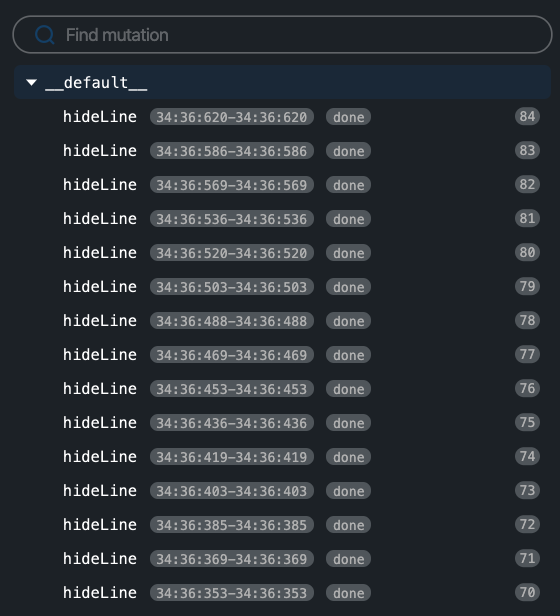 Find mutation
__default__
hideLine 34:36:620–34:36:620 done 84
hideLine 34:36:586–34:36:586 done 83
hideLine 34:36:569–34:36:569 done 82
hideLine 34:36:536–34:36:536 done 81
hideLine 34:36:520–34:36:520 done 80
hideLine 34:36:503–34:36:503 done 79
hideLine 34:36:488–34:36:488 done 78
hideLine 34:36:469–34:36:469 done 77
hideLine 34:36:453–34:36:453 done 76
hideLine 34:36:436–34:36:436 done 75
hideLine 34:36:419–34:36:419 done 74
hideLine 34:36:403–34:36:403 done 73
hideLine 34:36:385–34:36:385 done 72
hideLine 34:36:369–34:36:369 done 71
hideLine 34:36:353–34:36:353 done 70